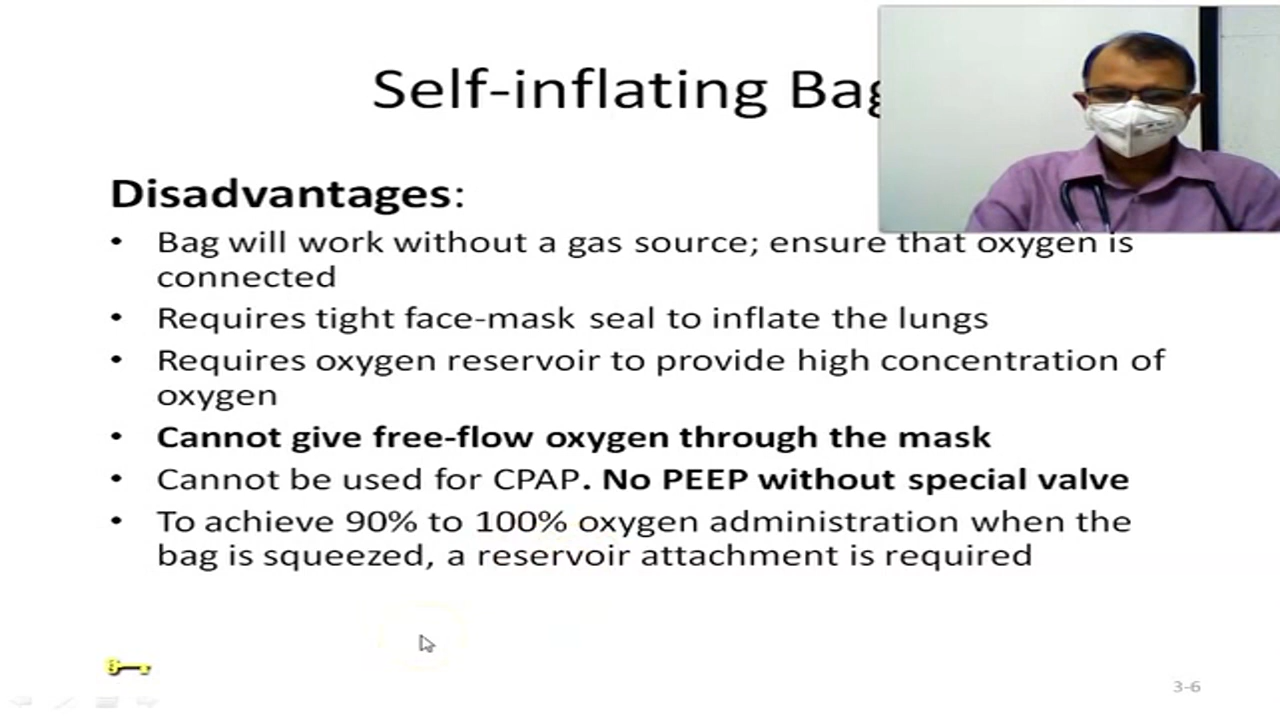 Self-inflating Bag
Disadvantages:
• Bag will work without a gas source; ensure that oxygen is
connected
• Requires tight face-mask seal to inflate the lungs
• Requires oxygen reservoir to provide high concentration of
oxygen
• Cannot give free-flow oxygen through the mask
• Cannot be used for CPAP. No PEEP without special valve
• To achieve 90% to 100% oxygen administration when the
bag is squeezed, a reservoir attachment is required
3-6